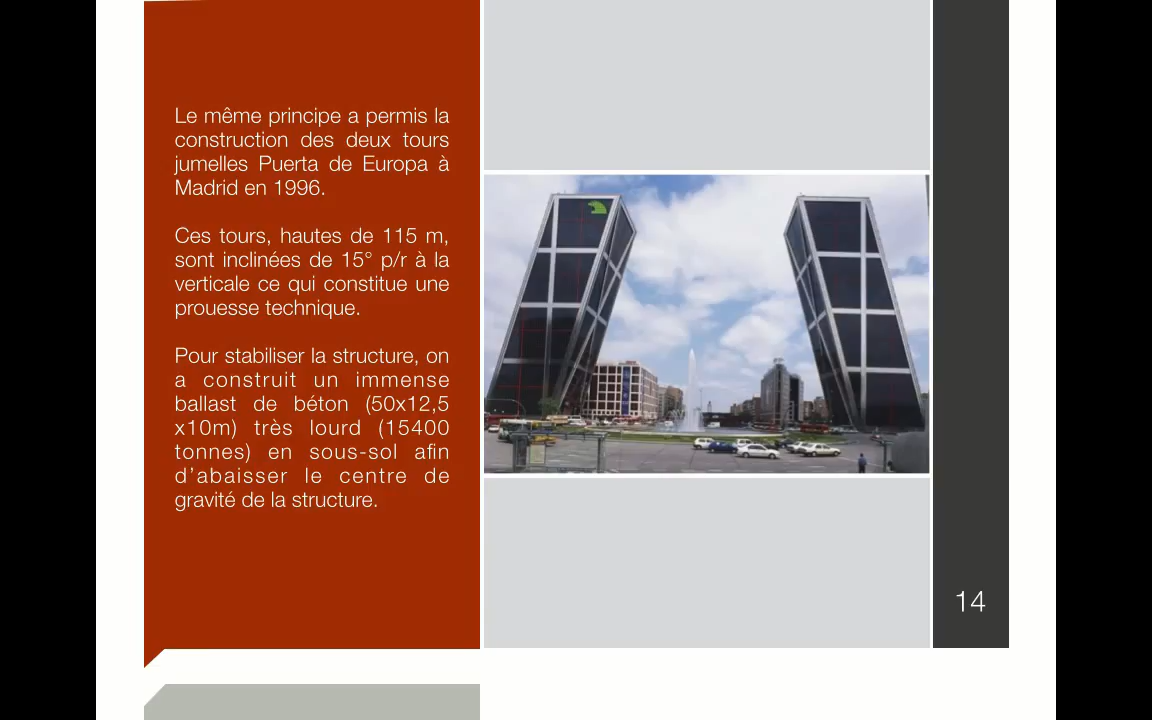 Le même principe a permis la
construction des deux tours
jumelles Puerta de Europa à
Madrid en 1996.
Ces tours, hautes de 115 m,
sont inclinées de 15° p/r à la
verticale ce qui constitue une
prouesse technique.
Pour stabiliser la structure, on
a construit un immense
ballast de béton (50x12,5
x10m) très lourd (15400
tonnes) en sous-sol afin
d’abaisser le centre de
gravité de la structure.
14